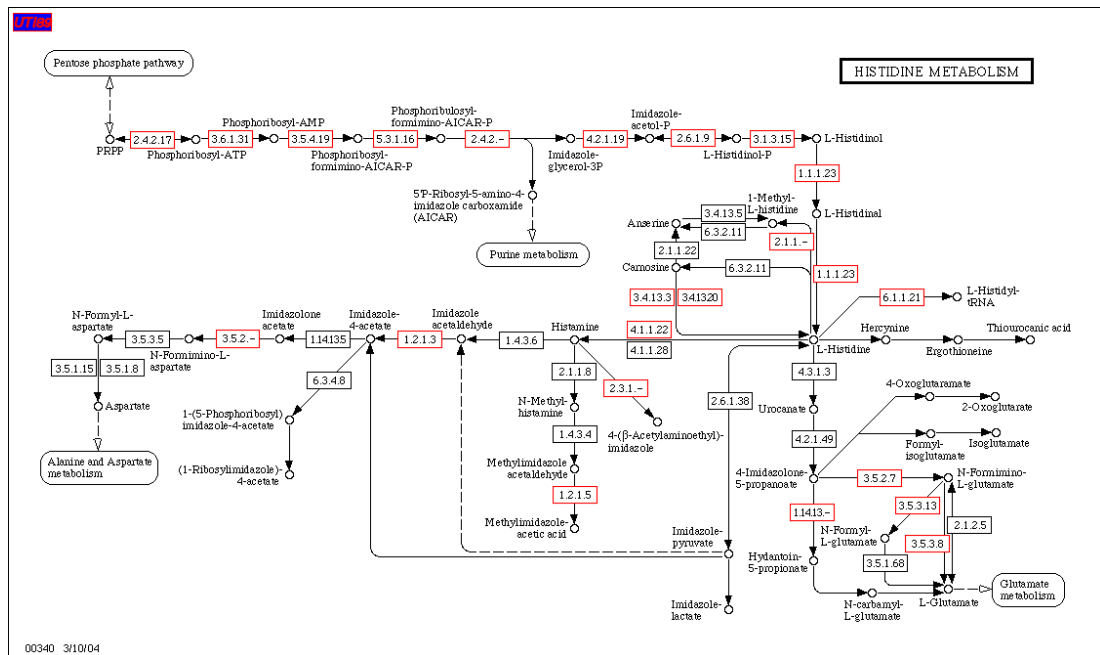 UTI89
Pentose phosphate pathway
HISTIDINE METABOLISM
PRPP
2.4.2.17
Phosphoribosyl-ATP
3.6.1.31
Phosphoribosyl-AMP
3.5.4.19
Phosphoribosyl-
formimino-AICAR-P
5.3.1.16
Phosphoribulosyl-
formimino-AICAR-P
2.4.2.-
Imidazole-
glycerol-3P
4.2.1.19
Imidazole-
acetol-P
2.6.1.9
L-Histidinol-P
3.1.3.15
L-Histidinol
1.1.1.23
5'P-Ribosyl-5-amino-4-
imidazole carboxamide
(AICAR)
Purine metabolism
1-Methyl-
L-histidine
L-Histidinal
Anserine
3.4.13.5
6.3.2.11
2.1.1.22
2.1.1.-
Carnosine
6.3.2.11
1.1.1.23
3.4.13.3
3.4.13.20
6.1.1.21
L-Histidyl-
tRNA
N-Formyl-L-
aspartate
3.5.3.5
N-Formimino-L-
aspartate
3.5.2.-
Imidazolone
acetate
1.14.13.5
Imidazole-
4-acetate
1.2.1.3
Imidazole
acetaldehyde
1.4.3.6
Histamine
4.1.1.22
4.1.1.28
L-Histidine
Hercynine
Ergothioneine
Thiourocanic acid
3.5.1.15
3.5.1.8
Aspartate
Alanine and Aspartate
metabolism
6.3.4.8
1-(5-Phosphoribosyl)
imidazole-4-acetate
(1-Ribosylimidazole)-
4-acetate
2.1.1.8
2.3.1.-
N-Methyl-
histamine
4-(β-Acetylaminoethyl)-
imidazole
1.4.3.4
Methylimidazole
acetaldehyde
1.2.1.5
Methylimidazole-
acetic acid
2.6.1.38
4.3.1.3
Urocanate
4.2.1.49
4-Imidazolone-
5-propanoate
4-Oxoglutaramate
2-Oxoglutarate
Formyl-
isoglutamate
Isoglutamate
3.5.2.7
N-Formimino-
L-glutamate
1.14.13.-
3.5.3.13
N-Formyl-
L-glutamate
3.5.3.8
2.1.2.5
3.5.1.68
Imidazole-
pyruvate
Hydantoin-
5-propionate
Imidazole-
lactate
N-carbamyl-
L-glutamate
L-Glutamate
Glutamate
metabolism
00340 3/10/04